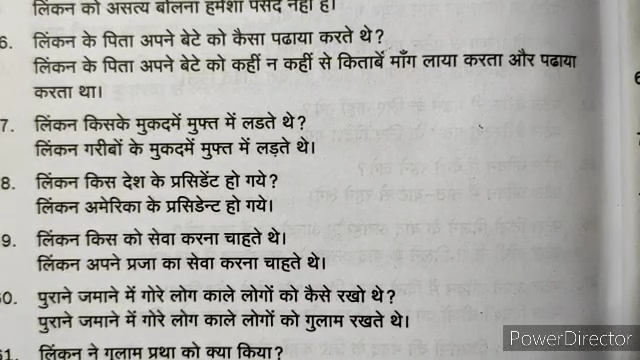 लिंकन को असत्य बोलना हमेशा पसंद नहीं है।
6. लिंकन के पिता अपने बेटे को कैसा पढाया करते थे?
लिंकन के पिता अपने बेटे को कहीं न कहीं से किताबें माँग लाया करता और पढाया
करता था।
7. लिंकन किसके मुकदमें मुफ्त में लडते थे?
लिंकन गरीबों के मुकदमें मुफ्त में लड़ते थे।
8. लिंकन किस देश के प्रसिडेंट हो गये?
लिंकन अमेरिका के प्रसिडेन्ट हो गये।
9. लिंकन किस को सेवा करना चाहते थे।
लिंकन अपने प्रजा का सेवा करना चाहते थे।
60. पुराने जमाने में गोरे लोग काले लोगों को कैसे रखो थे?
पुराने जमाने में गोरे लोग काले लोगों को गुलाम रखते थे।
61. लिंकन ने गुलाम प्रथा को क्या किया?
PowerDirector